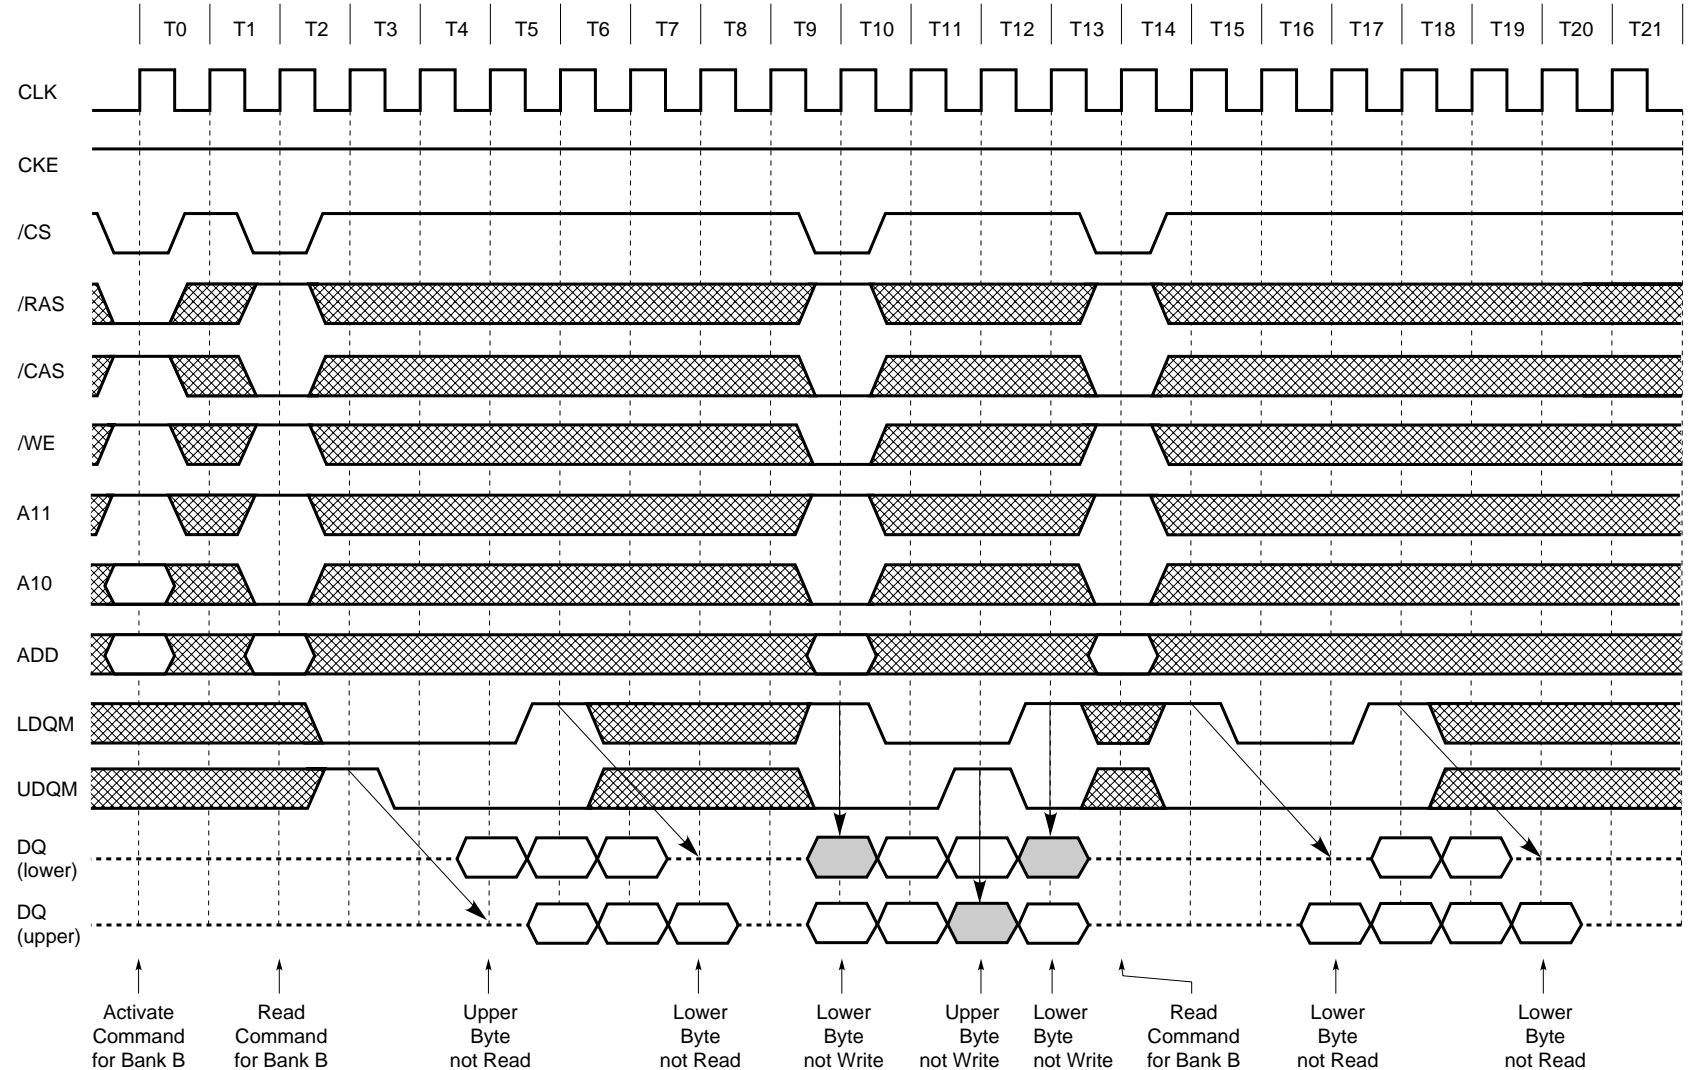 T0 T1 T2 T3 T4 T5 T6 T7 T8 T9 T10 T11 T12 T13 T14 T15 T16 T17 T18 T19 T20 T21
CLK
CKE
/CS
/RAS
/CAS
/WE
A11
A10
ADD
LDQM
UDQM
DQ
(lower)
DQ
(upper)
Activate
Command
for Bank B
Read
Command
for Bank B
Upper
Byte
not Read
Lower
Byte
not Read
Lower
Byte
not Write
Upper
Byte
not Write
Lower
Byte
not Write
Read
Command
for Bank B
Lower
Byte
not Read
Lower
Byte
not Read